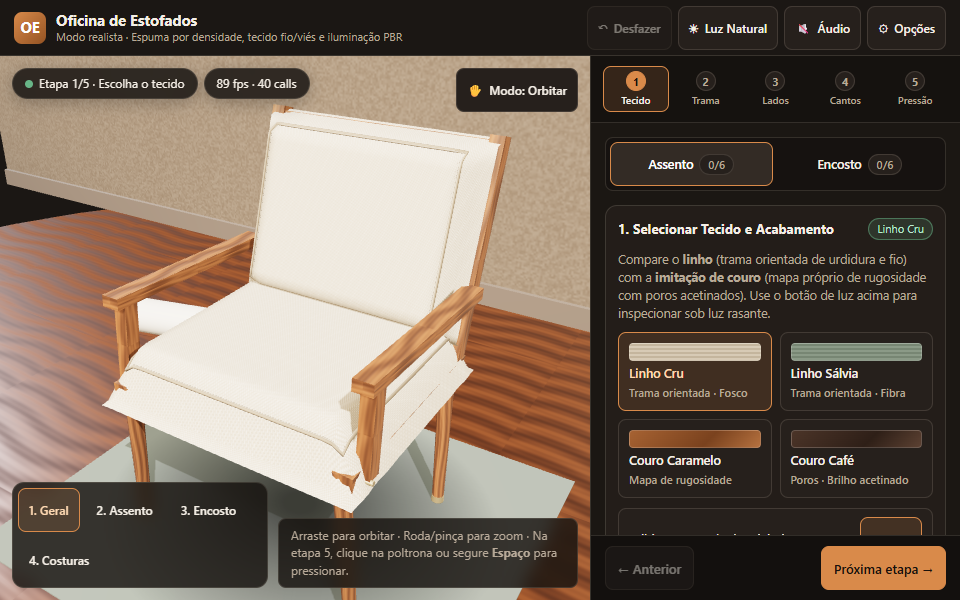 OE
Oficina de Estofados
Modo realista · Espuma por densidade, tecido fio/viés e iluminação PBR
Desfazer
Luz Natural
Áudio
Opções
Etapa 1/5 · Escolha o tecido
89 fps · 40 calls
Modo: Orbitar
1
Tecido
2
Trama
3
Lados
4
Cantos
5
Pressão
Assento 0/6
Encosto 0/6
1. Selecionar Tecido e Acabamento
Linho Cru
Compare o linho (trama orientada de urdidura e fio)
com a imitação de couro (mapa próprio de rugosidade
com poros acetinados). Use o botão de luz acima para
inspecionar sob luz rasante.
Linho Cru
Trama orientada · Fosco
Linho Sálvia
Trama orientada · Fibra
Couro Caramelo
Mapa de rugosidade
Couro Café
Poros · Brilho acetinado
1. Geral
2. Assento
3. Encosto
4. Costuras
Arraste para orbitar · Roda/pinça para zoom · Na
etapa 5, clique na poltrona ou segure Espaço para
pressionar.
← Anterior
Próxima etapa →